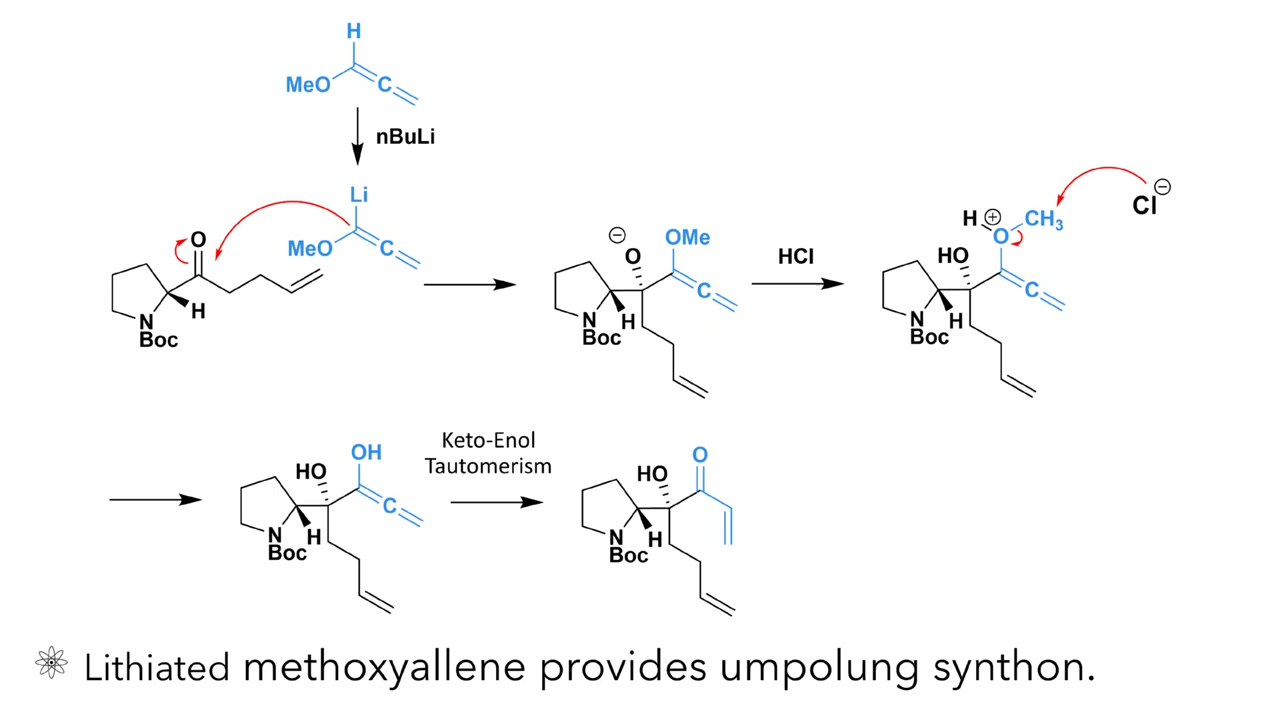 H
MeO
C
nBuLi
Li
MeO
C
O
H
N
Boc
⊖
O
OMe
C
H
N
Boc
HCl
H ⊕
O
CH3
HO
C
H
N
Boc
Cl ⊖
HO
OH
C
H
N
Boc
Keto-Enol
Tautomerism
HO
O
H
N
Boc
Lithiated methoxyallene provides umpolung synthon.